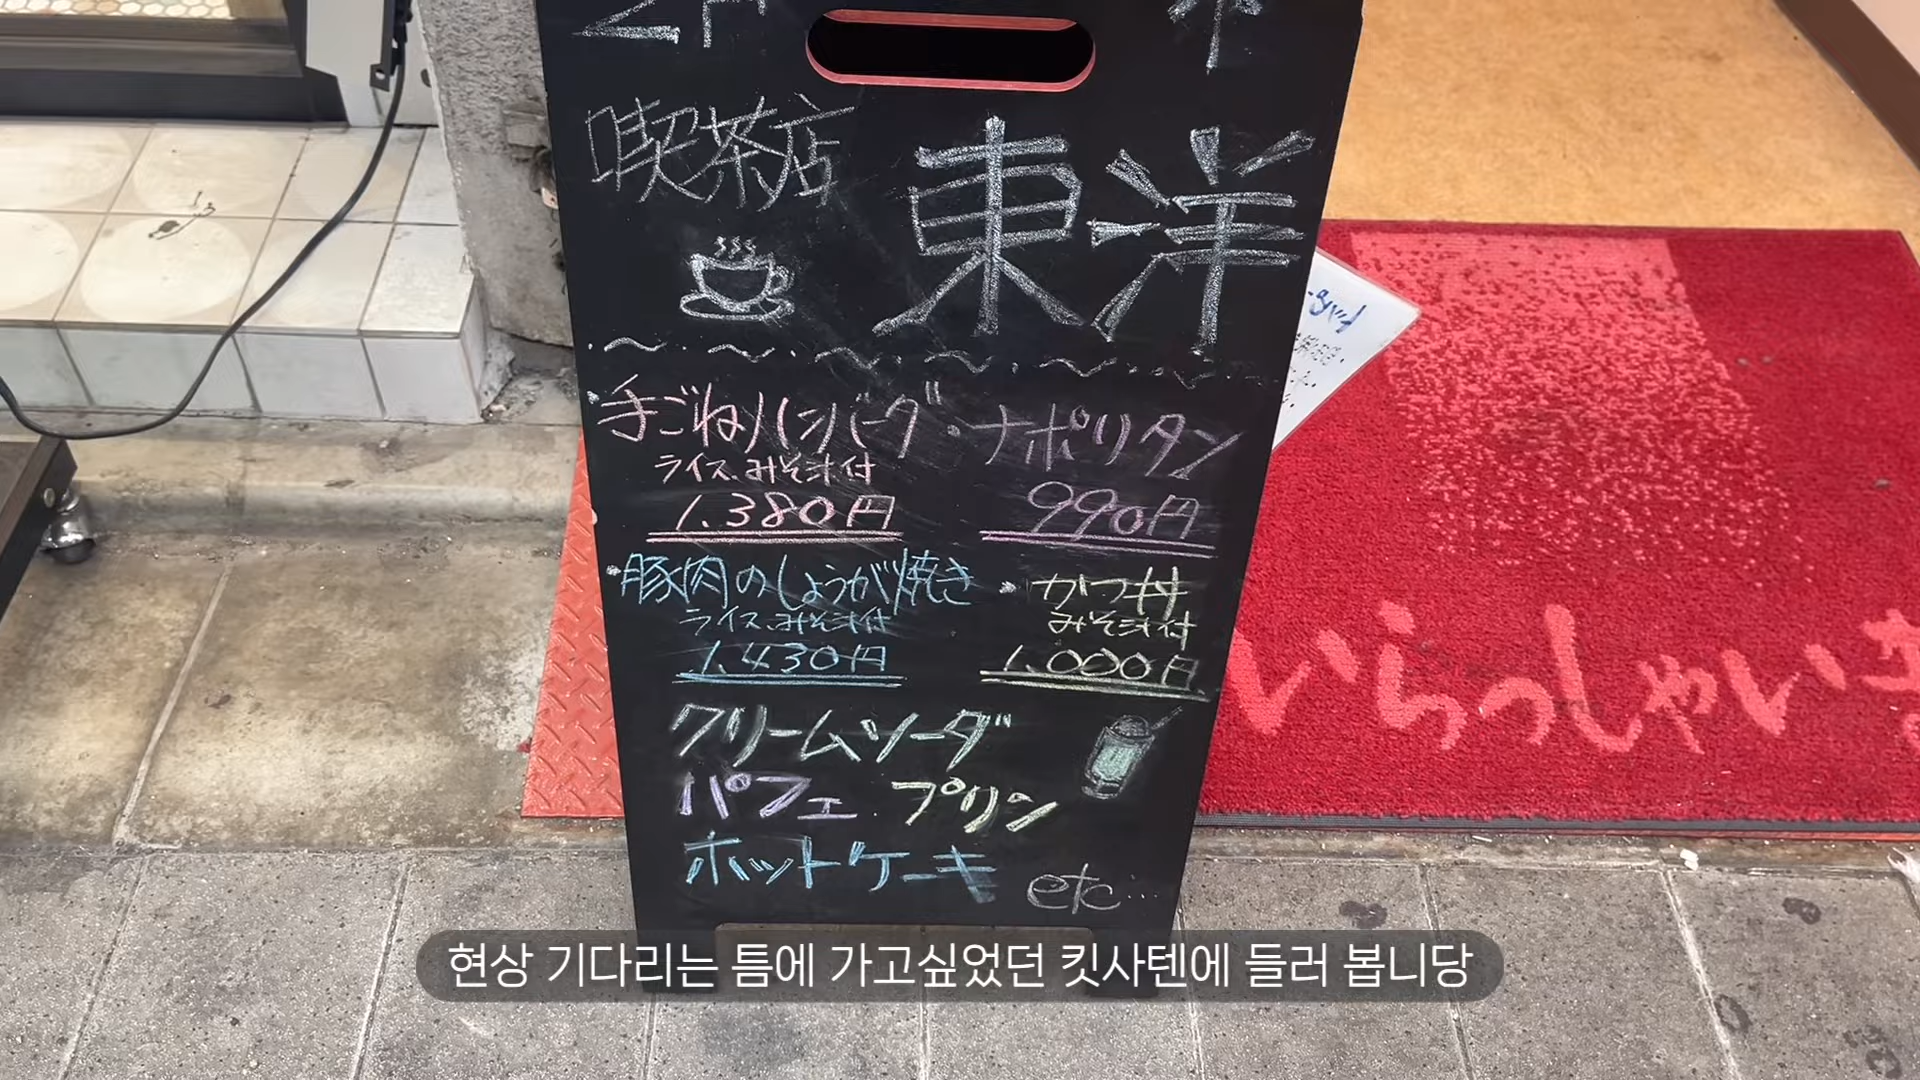 2F
喫茶店 東洋
・手ごねハンバーグ
ライス、みそ汁付
1,380円
・ナポリタン
990円
・豚肉のしょうが焼き
ライス、みそ汁付
1,430円
・かつ丼
みそ汁付
1,000円
クリームソーダ
パフェ・プリン
ホットケーキ etc…
いらっしゃいま
현상 기다리는 틈에 가고싶었던 킷사텐에 들러 봅니당